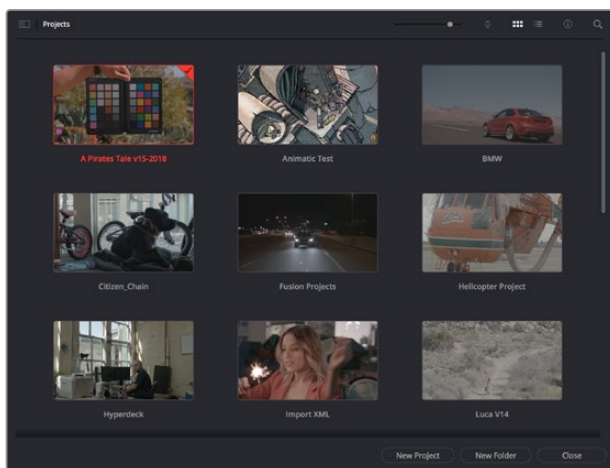 Projects
A Pirates Tale v15-2018
Animatic Test
BMW
Citizen_Chain
Fusion Projects
Helicopter Project
Hyperdeck
Import XML
Luca V14
New Project New Folder Close